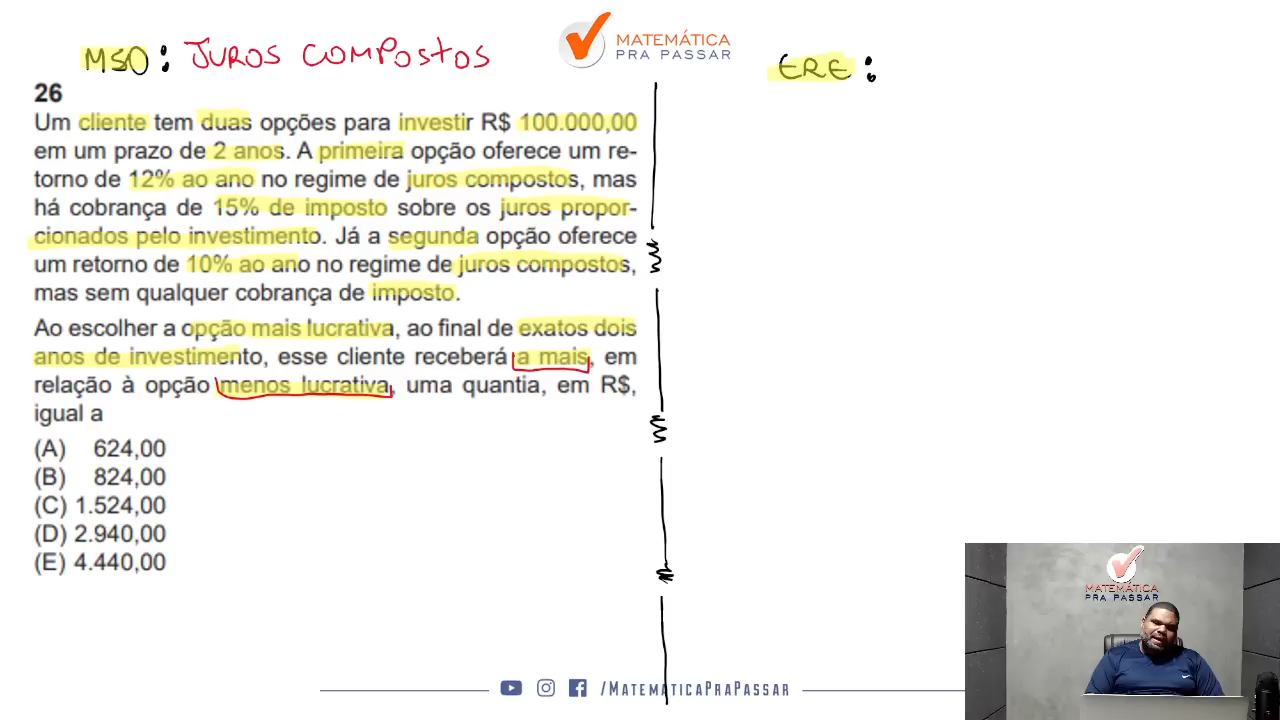 MSO: JUROS COMPOSTOS
MATEMÁTICA
PRA PASSAR
ERE:
26
Um cliente tem duas opções para investir R$ 100.000,00
em um prazo de 2 anos. A primeira opção oferece um re-
torno de 12% ao ano no regime de juros compostos, mas
há cobrança de 15% de imposto sobre os juros propor-
cionados pelo investimento. Já a segunda opção oferece
um retorno de 10% ao ano no regime de juros compostos,
mas sem qualquer cobrança de imposto.
Ao escolher a opção mais lucrativa, ao final de exatos dois
anos de investimento, esse cliente receberá a mais, em
relação à opção menos lucrativa, uma quantia, em R$,
igual a
(A) 624,00
(B) 824,00
(C) 1.524,00
(D) 2.940,00
(E) 4.440,00
MATEMÁTICA
PRA PASSAR
/MatemáticaPraPassar